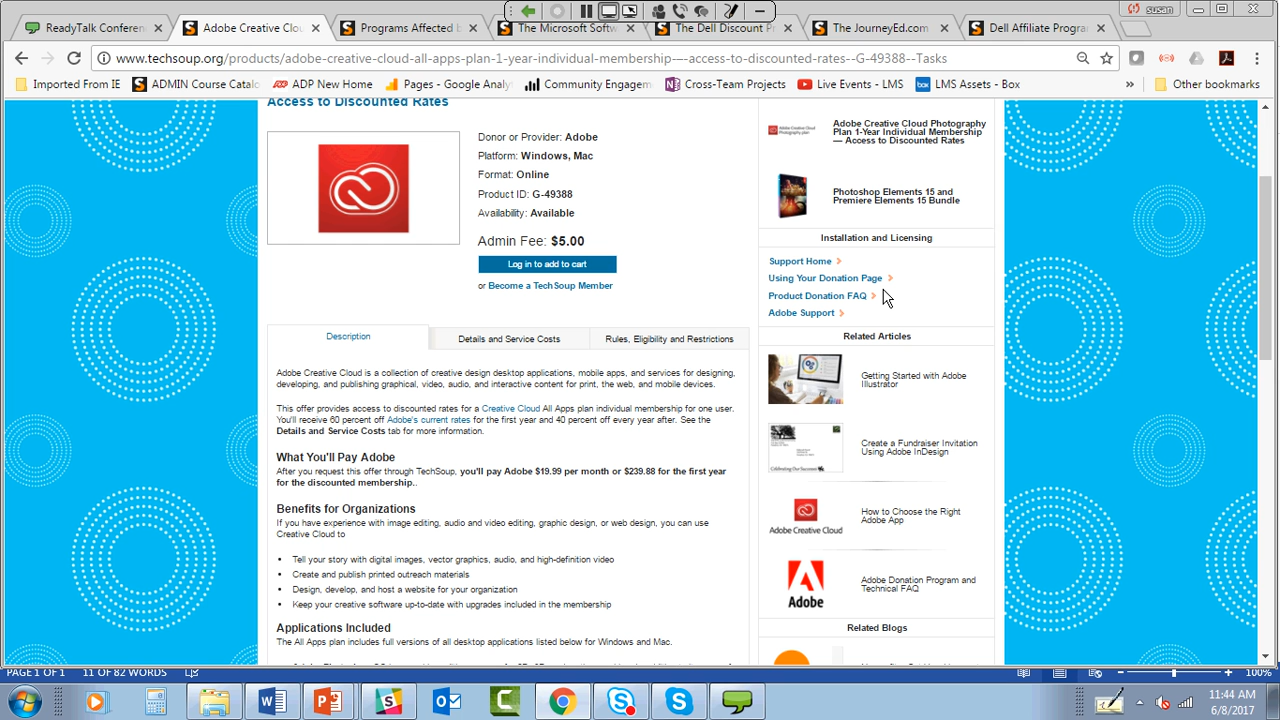 susan
ReadyTalk Conferenc
Adobe Creative Clou
Programs Affected b
The Microsoft Softw
The Dell Discount P
The JourneyEd.com
Dell Affiliate Progra
www.techsoup.org/products/adobe-creative-cloud-all-apps-plan-1-year-individual-membership-—-access-to-discounted-rates--G-49388--Tasks
Imported From IE
ADMIN Course Catalo
ADP New Home
Pages - Google Analy
Community Engagem
Cross-Team Projects
Live Events - LMS
LMS Assets - Box
»
Other bookmarks
Access to Discounted Rates
Donor or Provider: Adobe
Platform: Windows, Mac
Format: Online
Product ID: G-49388
Availability: Available
Admin Fee: $5.00
Log in to add to cart
or Become a TechSoup Member
Adobe Creative Cloud Photography
Plan 1-Year Individual Membership
— Access to Discounted Rates
Photoshop Elements 15 and
Premiere Elements 15 Bundle
Installation and Licensing
Support Home
Using Your Donation Page
Product Donation FAQ
Adobe Support
Related Articles
Getting Started with Adobe
Illustrator
Create a Fundraiser Invitation
Using Adobe InDesign
Adobe Creative Cloud
How to Choose the Right
Adobe App
Adobe
Adobe Donation Program and
Technical FAQ
Related Blogs
Description
Details and Service Costs
Rules, Eligibility and Restrictions
Adobe Creative Cloud is a collection of creative design desktop applications, mobile apps, and services for designing,
developing, and publishing graphical, video, audio, and interactive content for print, the web, and mobile devices.
This offer provides access to discounted rates for a Creative Cloud All Apps plan individual membership for one user.
You'll receive 60 percent off Adobe's current rates for the first year and 40 percent off every year after. See the
Details and Service Costs tab for more information.
What You'll Pay Adobe
After you request this offer through TechSoup, you'll pay Adobe $19.99 per month or $239.88 for the first year
for the discounted membership..
Benefits for Organizations
If you have experience with image editing, audio and video editing, graphic design, or web design, you can use
Creative Cloud to
• Tell your story with digital images, vector graphics, audio, and high-definition video
• Create and publish printed outreach materials
• Design, develop, and host a website for your organization
• Keep your creative software up-to-date with upgrades included in the membership
Applications Included
The All Apps plan includes full versions of all desktop applications listed below for Windows and Mac.
PAGE 1 OF 1
11 OF 82 WORDS
100%
11:44 AM
6/8/2017